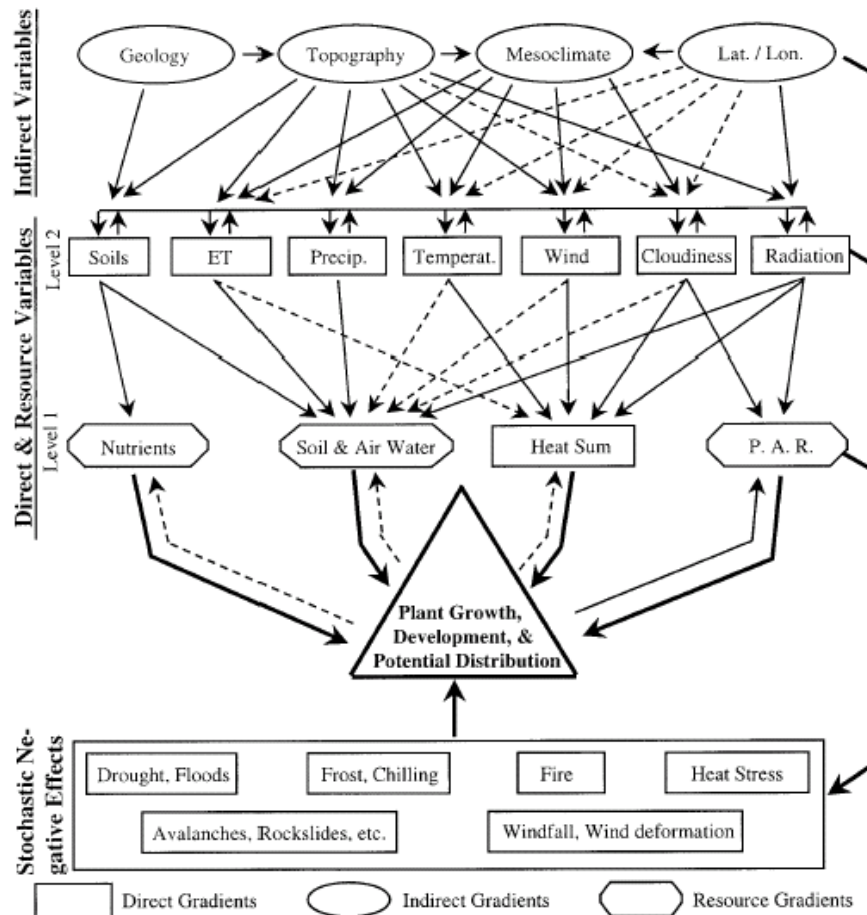 Indirect Variables
Geology
Topography
Mesoclimate
Lat. / Lon.
Direct & Resource Variables
Level 2
Soils
ET
Precip.
Temperat.
Wind
Cloudiness
Radiation
Level 1
Nutrients
Soil & Air Water
Heat Sum
P. A. R.
Plant Growth,
Development, &
Potential Distribution
Stochastic Ne-
gative Effects
Drought, Floods
Frost, Chilling
Fire
Heat Stress
Avalanches, Rockslides, etc.
Windfall, Wind deformation
Direct Gradients
Indirect Gradients
Resource Gradients